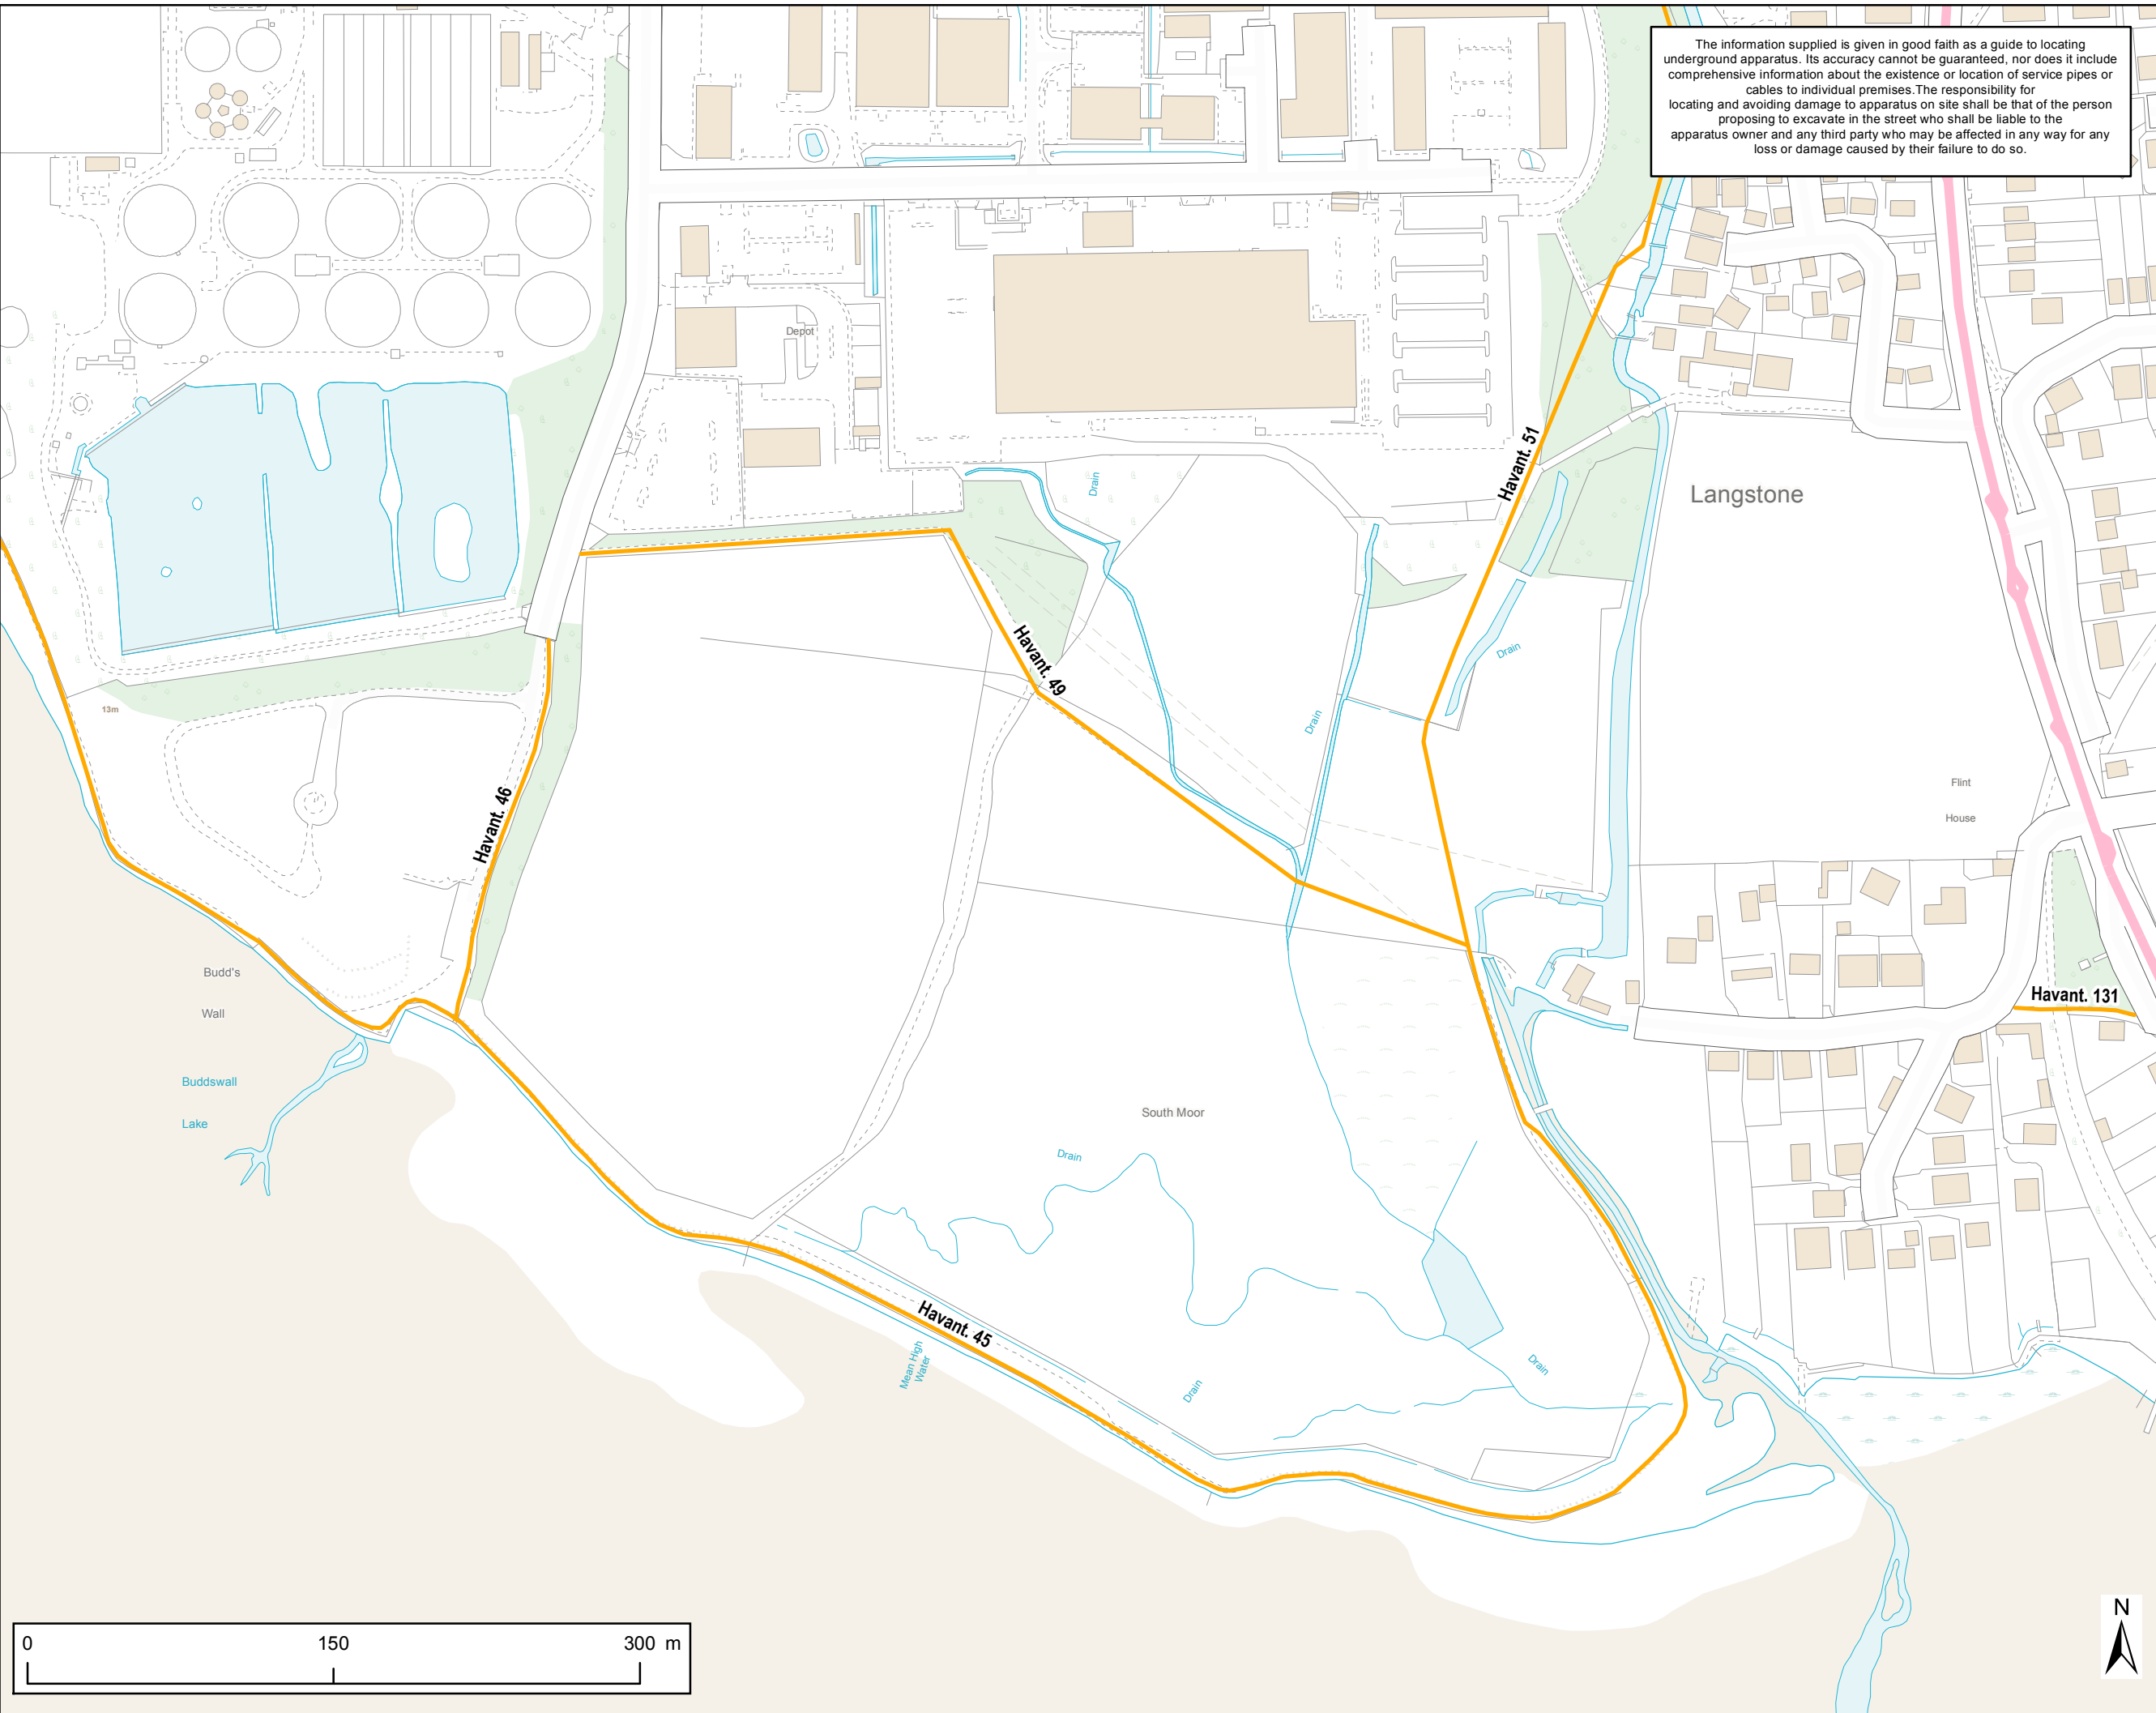 The information supplied is given in good faith as a guide to locating
underground apparatus. Its accuracy cannot be guaranteed, nor does it include
comprehensive information about the existence or location of service pipes or
cables to individual premises.The responsibility for
locating and avoiding damage to apparatus on site shall be that of the person
proposing to excavate in the street who shall be liable to the
apparatus owner and any third party who may be affected in any way for any
loss or damage caused by their failure to do so.
Depot
Havant. 51
Drain
Langstone
Havant. 49
Drain
13m
Drain
Havant. 46
Flint
House
Budd's
Wall
Havant. 131
Buddswall
Lake
South Moor
Drain
Havant. 45
Mean High
Water
Drain
Drain
N
0
150
300 m